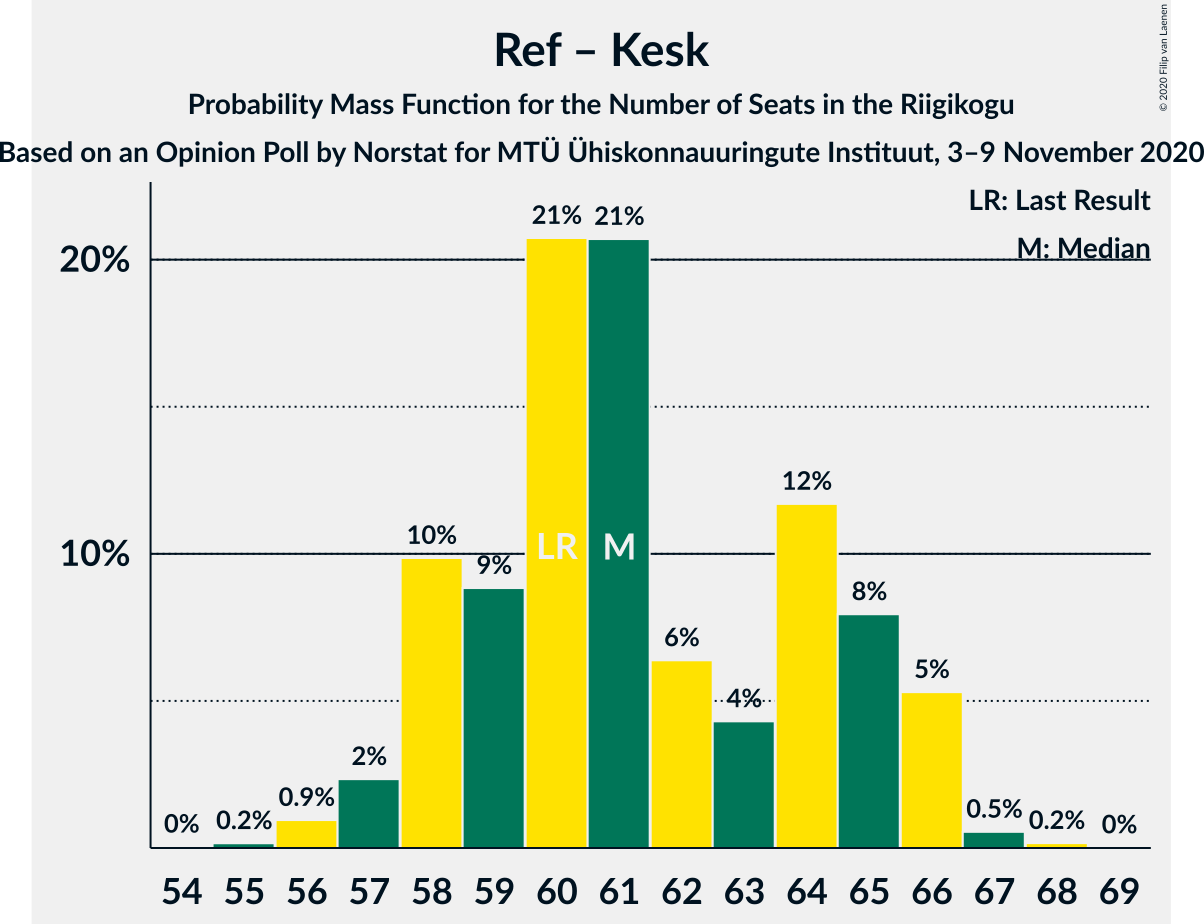 Ref – Kesk
Probability Mass Function for the Number of Seats in the Riigikogu
Based on an Opinion Poll by Norstat for MTÜ Ühiskonnauuringute Instituut, 3–9 November 2020
© 2020 Filip van Laenen
LR: Last Result
M: Median
20%
10%
0%
0.2%
0.9%
2%
10%
9%
21%
21%
6%
4%
12%
8%
5%
0.5%
0.2%
0%
LR
M
54 55 56 57 58 59 60 61 62 63 64 65 66 67 68 69